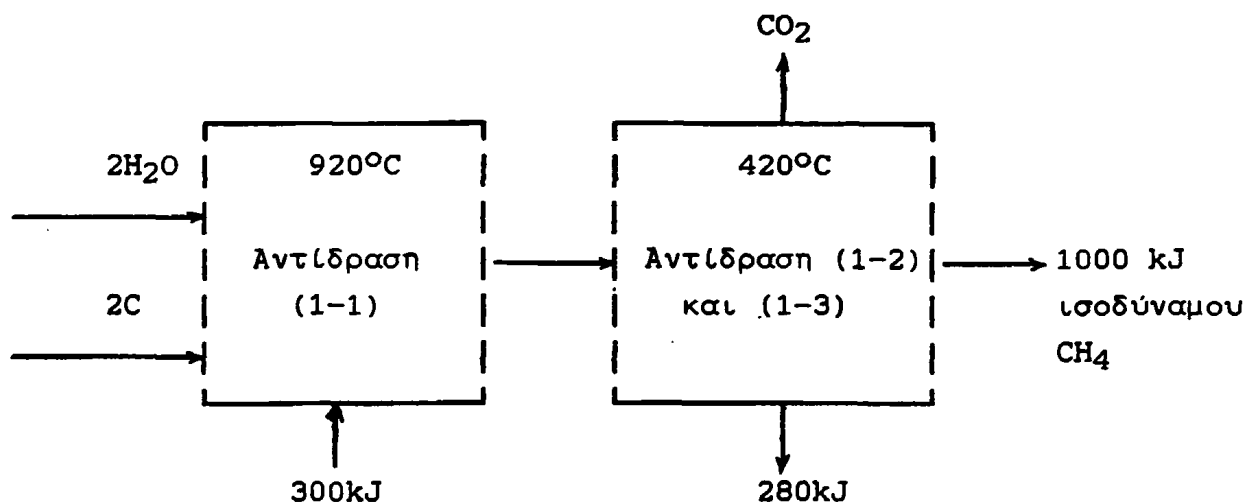 CO2
2H2O
920°C
420°C
Αντίδραση
(1-1)
Αντίδραση (1-2)
και (1-3)
1000 kJ
ισοδύναμου
CH4
2C
300kJ
280kJ